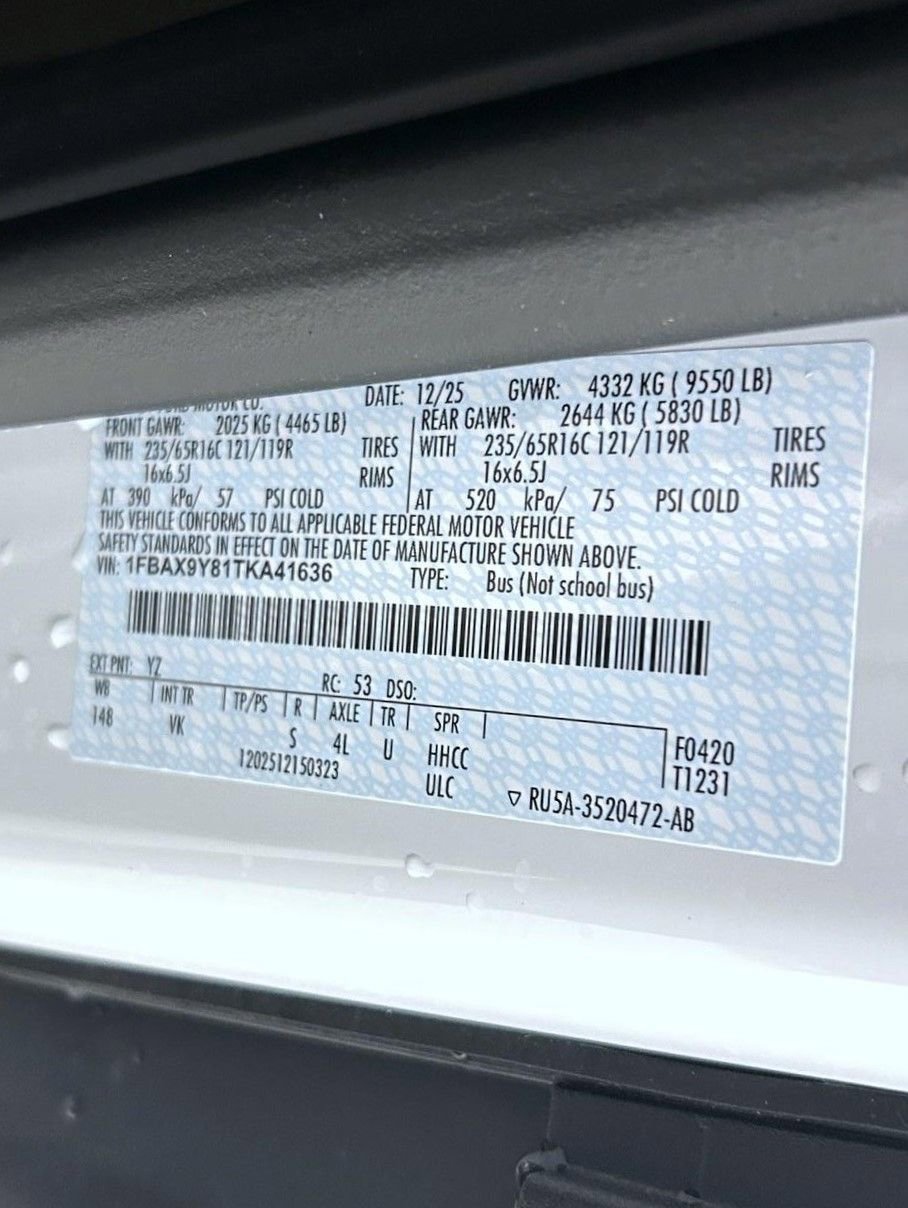 MOTOR CO. DATE: 12/25 GVWR: 4332 KG ( 9550 LB)
FRONT GAWR: 2025 KG ( 4465 LB) REAR GAWR: 2644 KG ( 5830 LB)
WITH 235/65R16C 121/119R TIRES WITH 235/65R16C 121/119R TIRES
16x6.5J RIMS 16x6.5J RIMS
AT 390 kPa/ 57 PSI COLD AT 520 kPa/ 75 PSI COLD
THIS VEHICLE CONFORMS TO ALL APPLICABLE FEDERAL MOTOR VEHICLE
SAFETY STANDARDS IN EFFECT ON THE DATE OF MANUFACTURE SHOWN ABOVE.
VIN: 1FBAX9Y81TKA41636 TYPE: Bus (Not school bus)
EXT PNT: YZ RC: 53 DSO:
WB INT TR TP/PS R AXLE TR SPR
148 VK S 4L U HHCC F0420
1202512150323 ULC T1231
▽ RU5A-3520472-AB